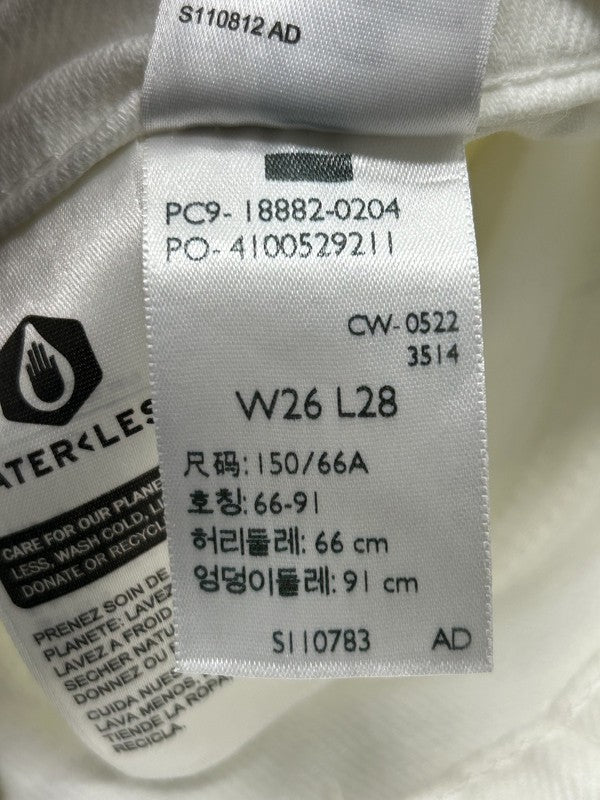 S110812 AD
PC9- 18882-0204
PO- 4100529211
CW-0522
3514
W26 L28
尺码:150/66A
호칭:66-91
허리둘레:66 cm
엉덩이둘레:91 cm
S110783 AD
CARE FOR OUR PLANE
LESS, WASH COLD, LI
DONATE OR RECYCL
PRENEZ SOIN DE
PLANETE: LAVEZ
LAVEZ A FROID
SECHER NATU
DONNEZ OU
CUIDA NUES
LAVA MENOS,
TIENDE LA ROPA
RECICLA.